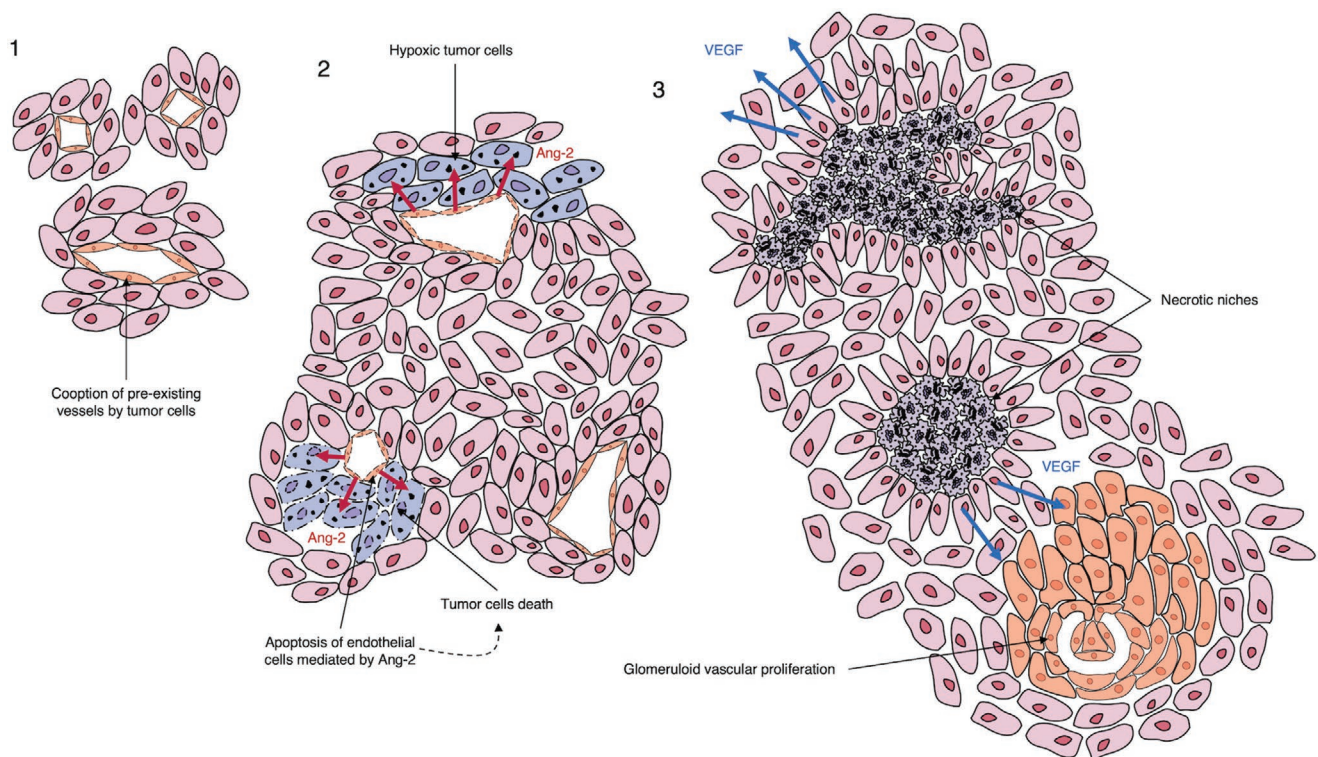 1
Cooption of pre-existing
vessels by tumor cells
2
Hypoxic tumor cells
Ang-2
Ang-2
Tumor cells death
Apoptosis of endothelial
cells mediated by Ang-2
3
VEGF
Necrotic niches
VEGF
Glomeruloid vascular proliferation